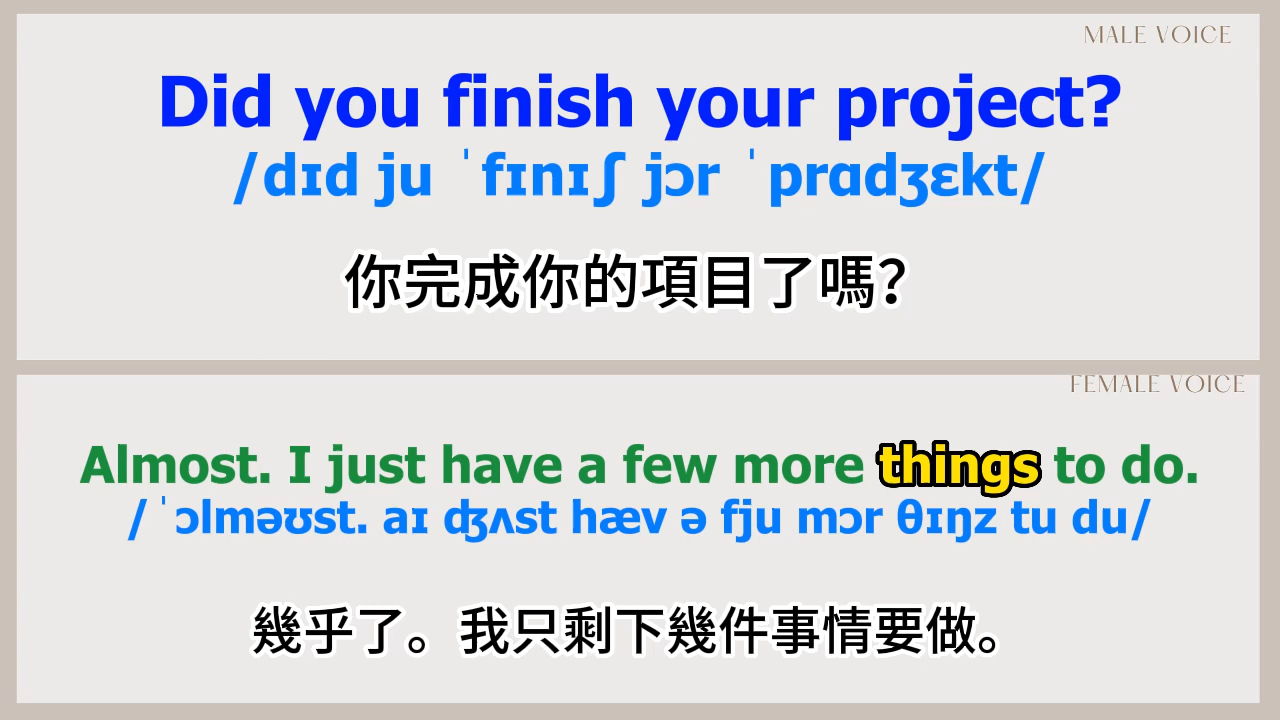 MALE VOICE
Did you finish your project?
/dɪd ju ˈfɪnɪʃ jɔr ˈprɑdʒɛkt/
你完成你的項目了嗎?
FEMALE VOICE
Almost. I just have a few more things to do.
/ˈɔlməʊst. aɪ ʤʌst hæv ə fju mɔr θɪŋz tu du/
幾乎了。我只剩下幾件事情要做。